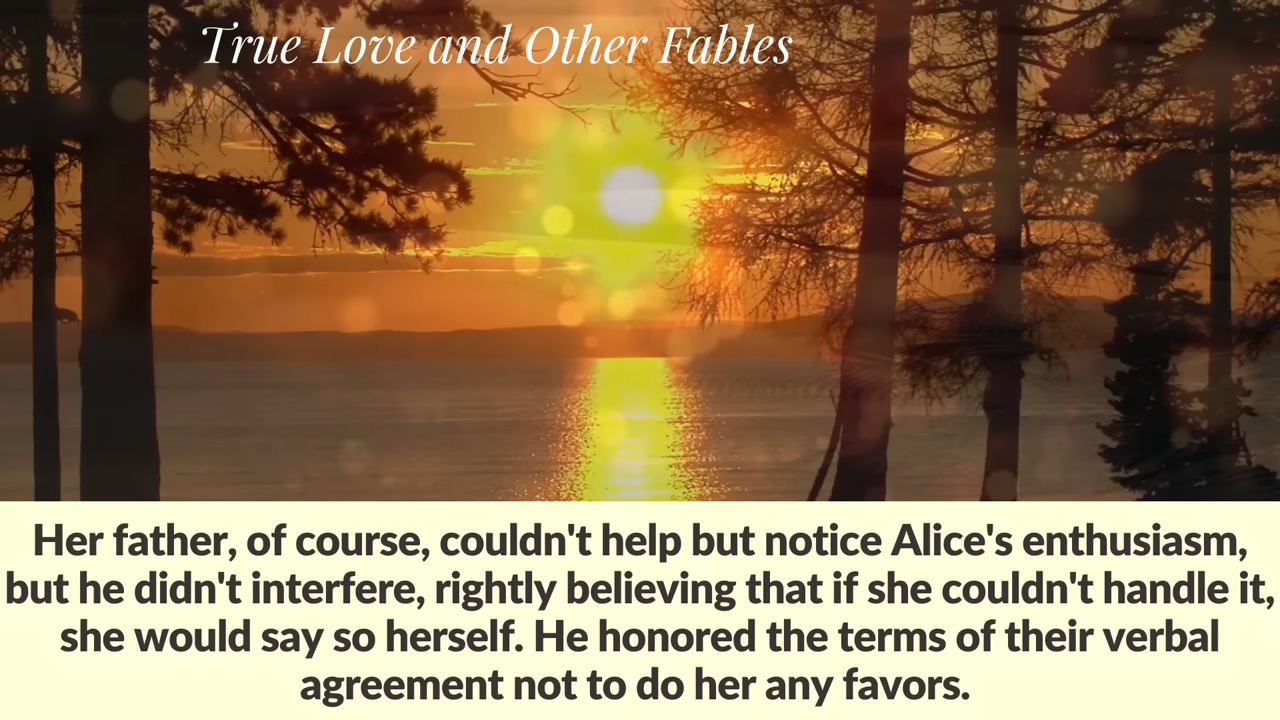 True Love and Other Fables
Her father, of course, couldn't help but notice Alice's enthusiasm,
but he didn't interfere, rightly believing that if she couldn't handle it,
she would say so herself. He honored the terms of their verbal
agreement not to do her any favors.